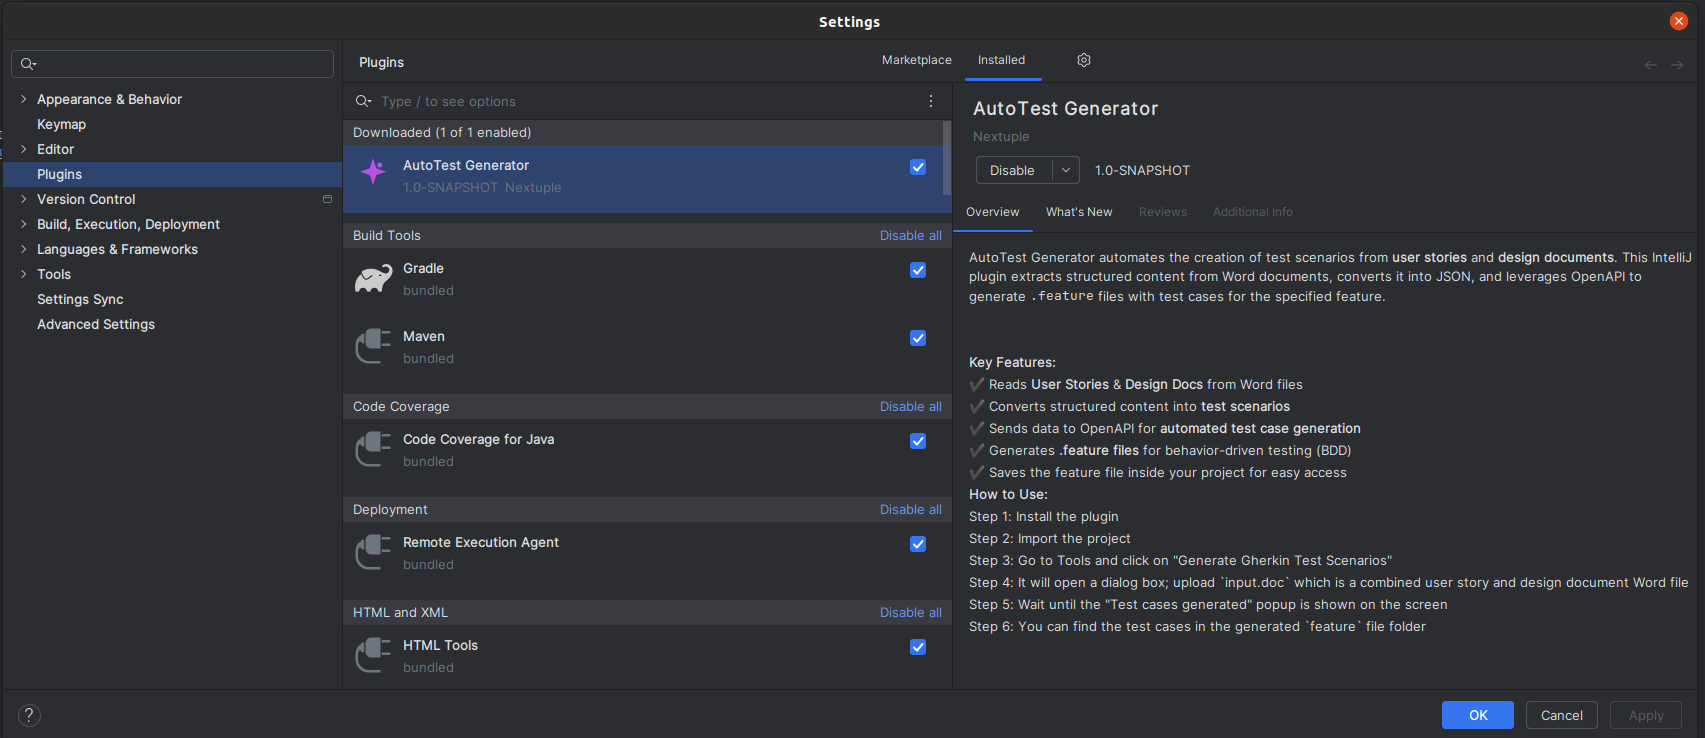 Settings
Appearance & Behavior
Keymap
Editor
Plugins
Version Control
Build, Execution, Deployment
Languages & Frameworks
Tools
Settings Sync
Advanced Settings
Plugins
Marketplace
Installed
Type / to see options
Downloaded (1 of 1 enabled)
AutoTest Generator
1.0-SNAPSHOT Nextuple
Build Tools
Disable all
Gradle
bundled
Maven
bundled
Code Coverage
Disable all
Code Coverage for Java
bundled
Deployment
Disable all
Remote Execution Agent
bundled
HTML and XML
Disable all
HTML Tools
bundled
AutoTest Generator
Nextuple
Disable
1.0-SNAPSHOT
Overview
What's New
Reviews
Additional Info
AutoTest Generator automates the creation of test scenarios from user stories and design documents. This IntelliJ
plugin extracts structured content from Word documents, converts it into JSON, and leverages OpenAPI to
generate .feature files with test cases for the specified feature.
Key Features:
✔ Reads User Stories & Design Docs from Word files
✔ Converts structured content into test scenarios
✔ Sends data to OpenAPI for automated test case generation
✔ Generates .feature files for behavior-driven testing (BDD)
✔ Saves the feature file inside your project for easy access
How to Use:
Step 1: Install the plugin
Step 2: Import the project
Step 3: Go to Tools and click on "Generate Gherkin Test Scenarios"
Step 4: It will open a dialog box; upload `input.doc` which is a combined user story and design document Word file
Step 5: Wait until the "Test cases generated" popup is shown on the screen
Step 6: You can find the test cases in the generated `feature` file folder
?
OK
Cancel
Apply